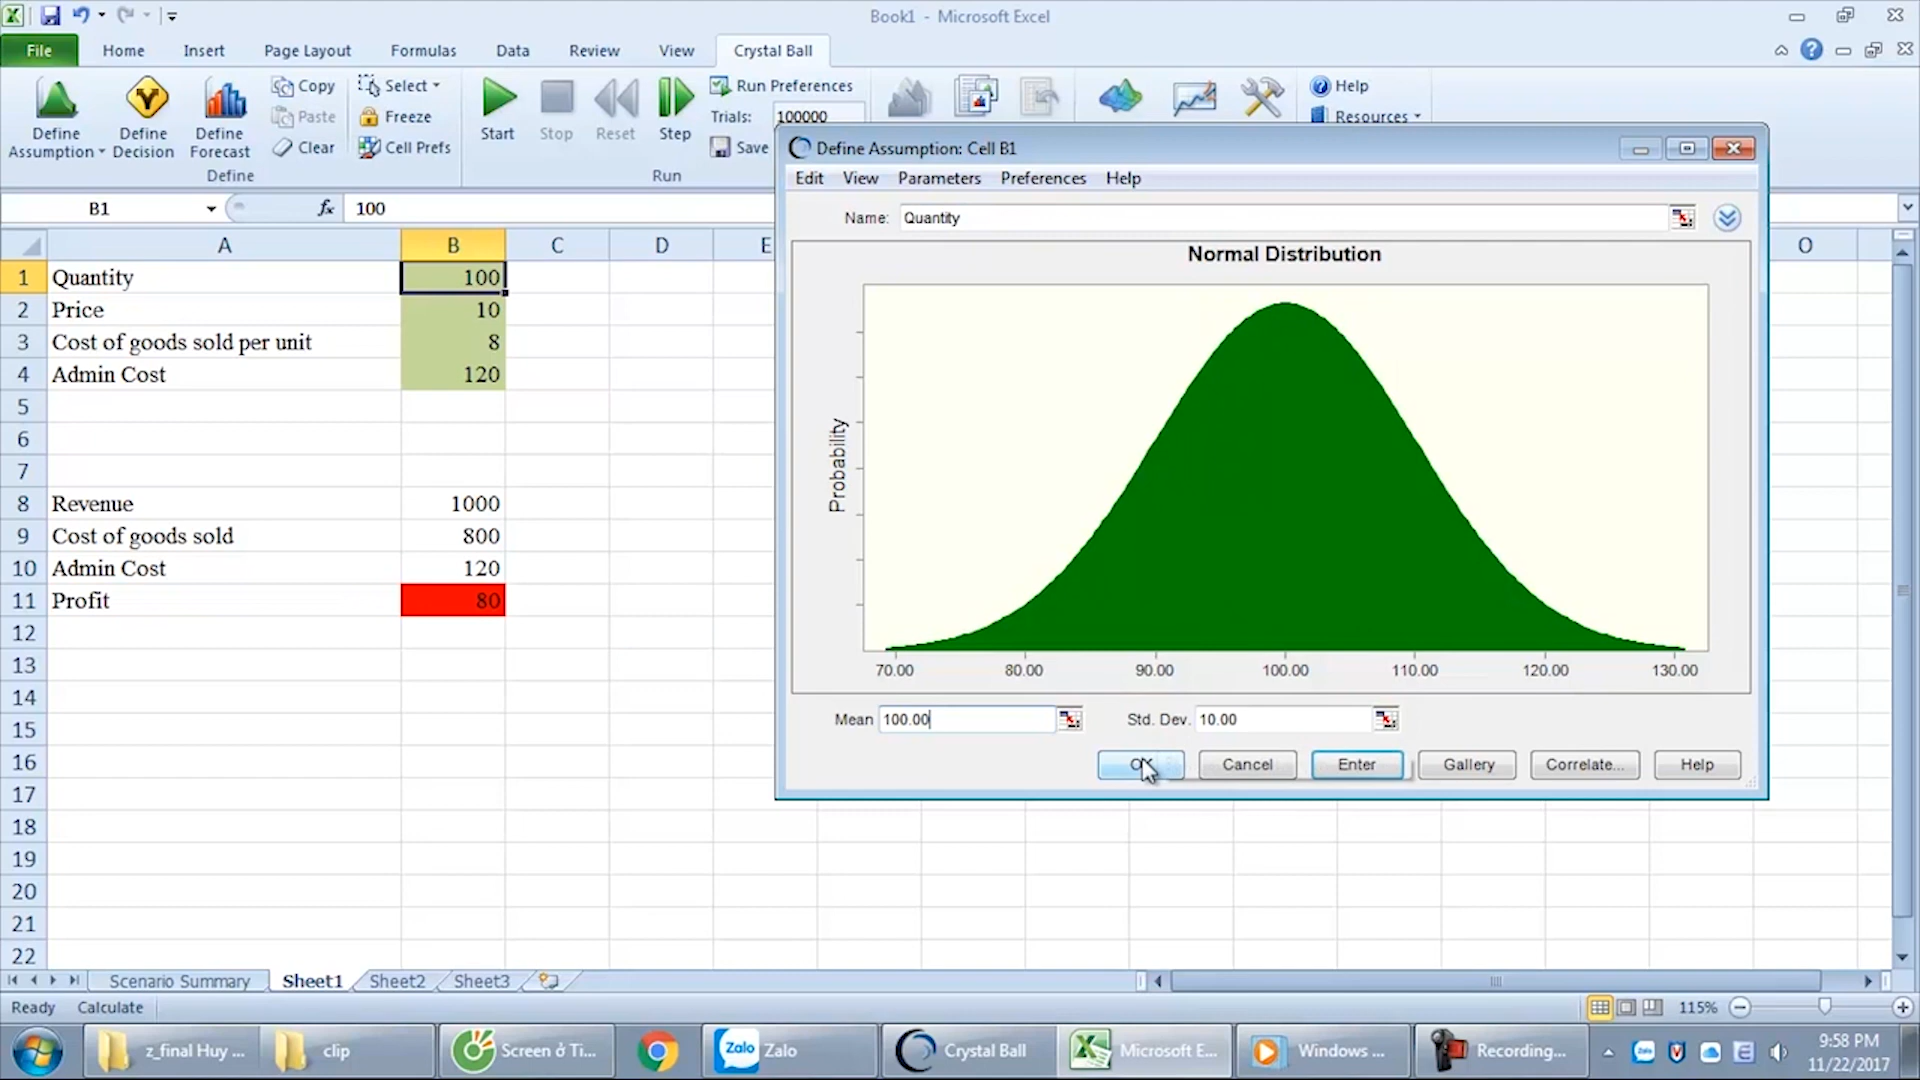 Book1 - Microsoft Excel
File Home Insert Page Layout Formulas Data Review View Crystal Ball
Define Assumption
Define Decision
Define Forecast
Copy
Paste
Clear
Define
Select
Freeze
Cell Prefs
Start
Stop
Reset
Step
Run Preferences
Trials: 100000
Save
Run
Help
Resources
B1 fx 100
A B C D E O
1 Quantity 100
2 Price 10
3 Cost of goods sold per unit 8
4 Admin Cost 120
5
6
7
8 Revenue 1000
9 Cost of goods sold 800
10 Admin Cost 120
11 Profit 80
12
13
14
15
16
17
18
19
20
21
22
Define Assumption: Cell B1
Edit View Parameters Preferences Help
Name: Quantity
Normal Distribution
Probability
70.00 80.00 90.00 100.00 110.00 120.00 130.00
Mean 100.00 Std. Dev. 10.00
Cancel Enter Gallery Correlate... Help
Scenario Summary Sheet1 Sheet2 Sheet3
Ready Calculate 115%
z_final Huy ... clip Screen ở Ti... Zalo Zalo Crystal Ball Microsoft E... Windows ... Recording...
9:58 PM
11/22/2017